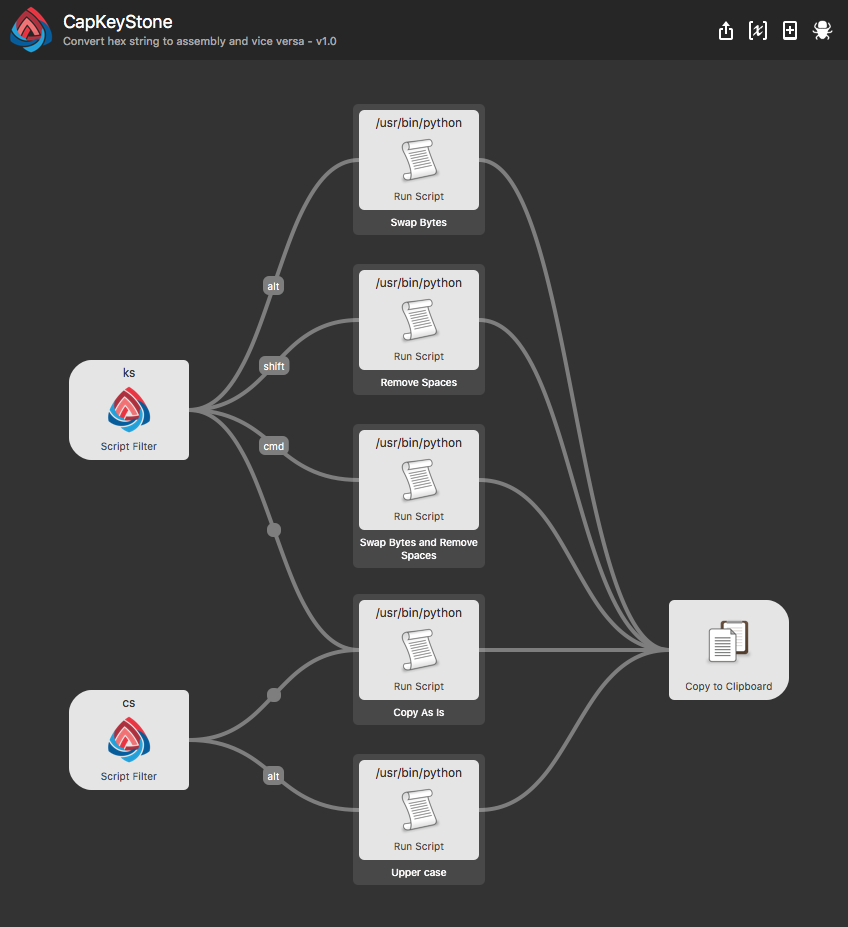 CapKeyStone
Convert hex string to assembly and vice versa - v1.0
/usr/bin/python
Run Script
Swap Bytes
alt
/usr/bin/python
Run Script
Remove Spaces
shift
ks
Script Filter
cmd
/usr/bin/python
Run Script
Swap Bytes and Remove
Spaces
/usr/bin/python
Run Script
Copy As Is
Copy to Clipboard
cs
Script Filter
alt
/usr/bin/python
Run Script
Upper case